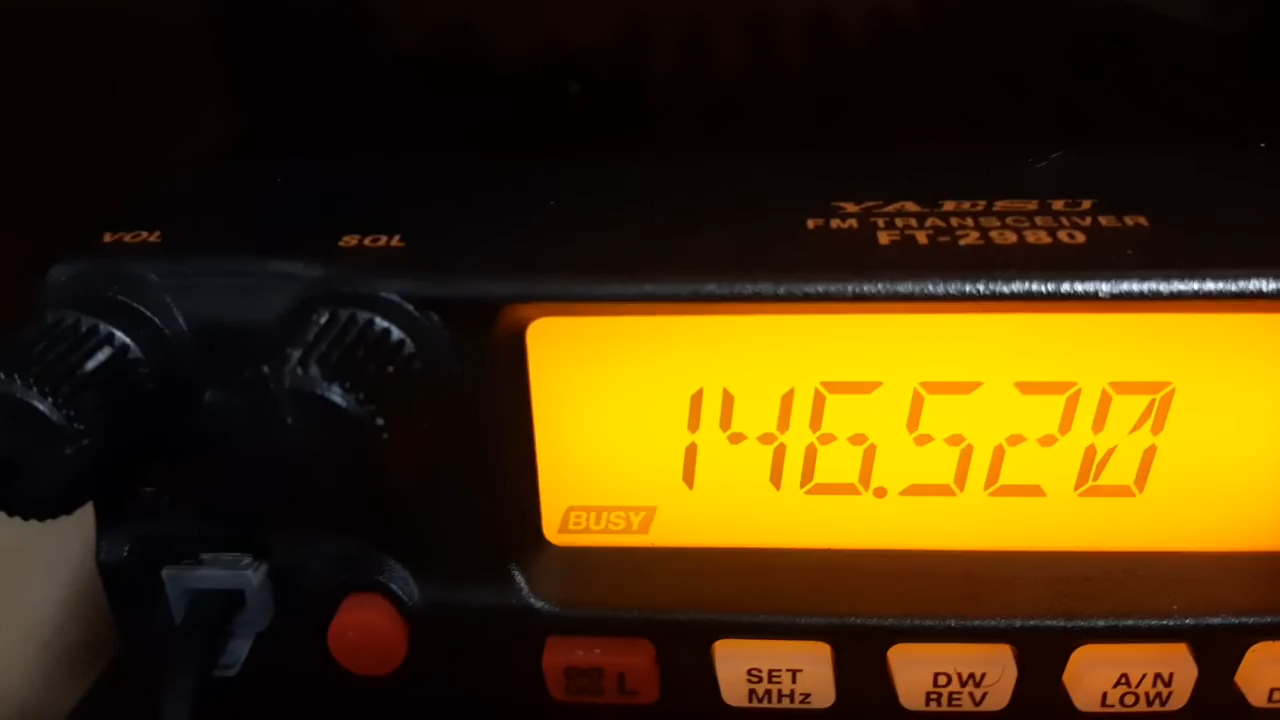 VOL
SQL
YAESU
FM TRANSCEIVER
FT-2980
146.520
BUSY
L
SET
MHz
DW
REV
A/N
LOW
D